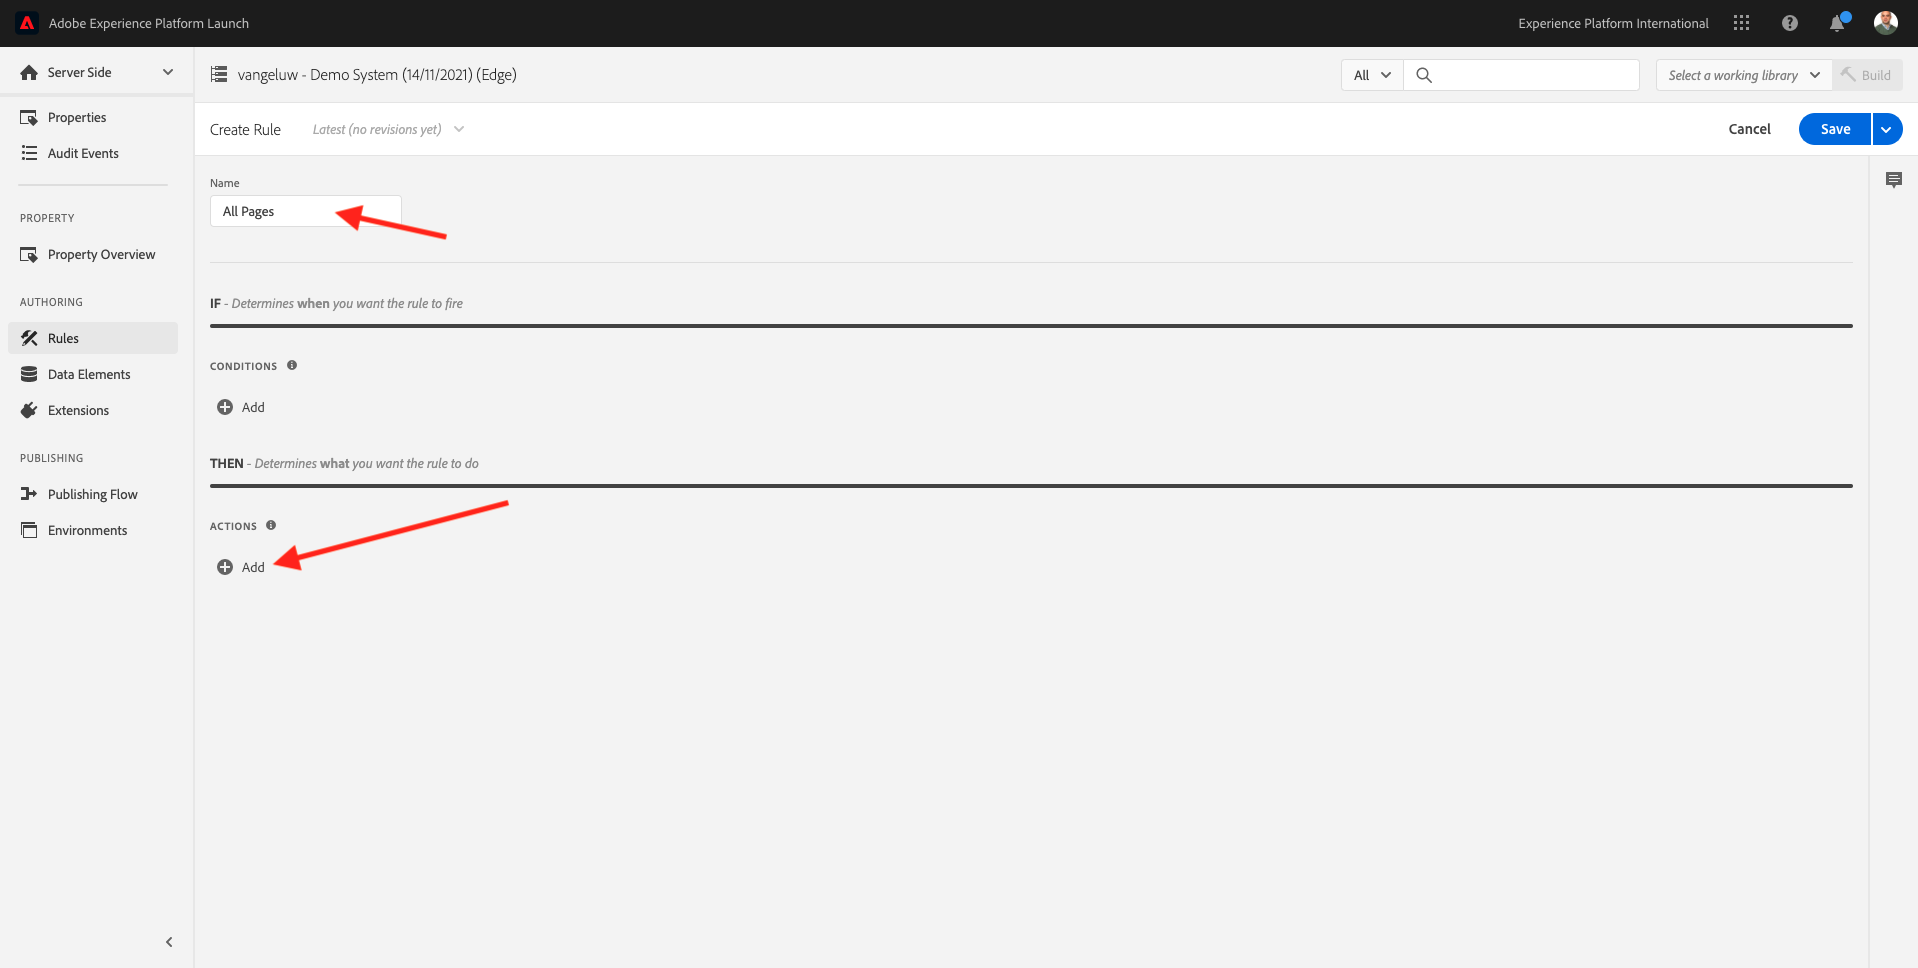 Adobe Experience Platform Launch
Experience Platform International
Server Side
vangeluw - Demo System (14/11/2021) (Edge)
All
Select a working library
Build
Properties
Audit Events
Create Rule
Latest (no revisions yet)
Cancel
Save
Name
All Pages
PROPERTY
Property Overview
AUTHORING
Rules
Data Elements
Extensions
PUBLISHING
Publishing Flow
Environments
IF - Determines when you want the rule to fire
CONDITIONS
Add
THEN - Determines what you want the rule to do
ACTIONS
Add